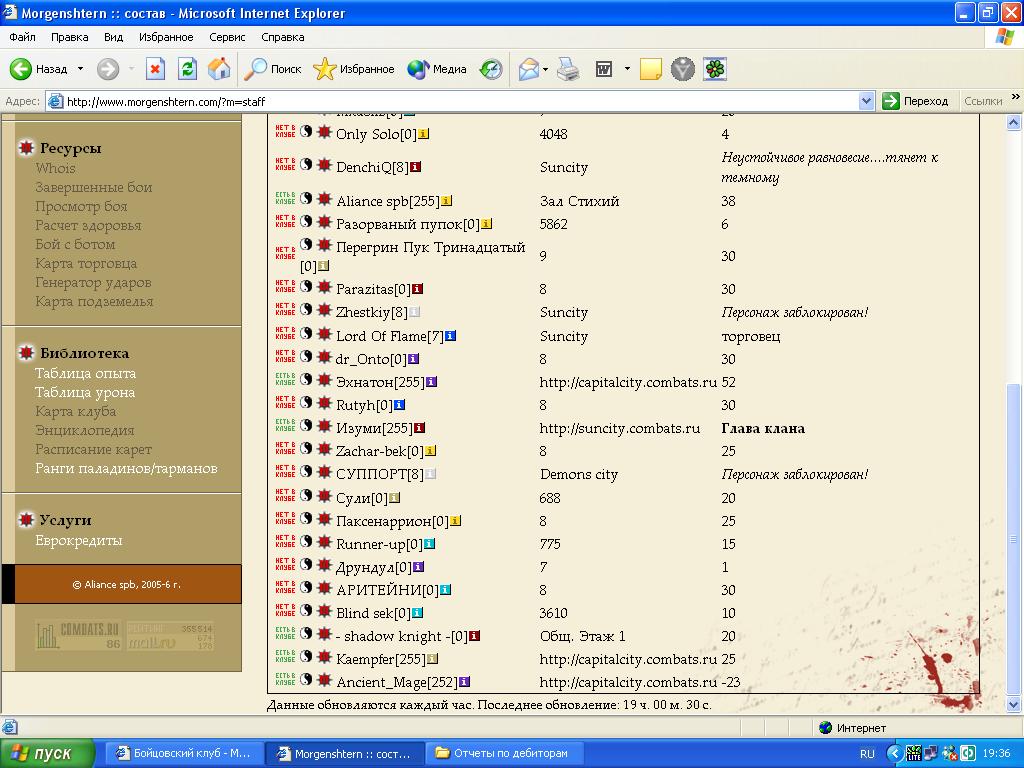 Morgenshtern :: состав - Microsoft Internet Explorer
Файл Правка Вид Избранное Сервис Справка
Назад Поиск Избранное Медиа
Адрес: http://www.morgenshtern.com/?m=staff Переход Ссылки »
Ресурсы
Whois
Завершенные бои
Просмотр боя
Расчет здоровья
Бой с ботом
Карта торговца
Генератор ударов
Карта подземелья
Библиотека
Таблица опыта
Таблица урона
Карта клуба
Энциклопедия
Расписание карет
Ранги паладинов/тарманов
Услуги
Еврокредиты
© Aliance spb, 2005-6 г.
COMBATS.RU 86
РЕЙТИНГ mail.ru 355514 674 178
НЕТ В КЛУБЕ Only Solo[0] 4048 4
НЕТ В КЛУБЕ DenchiQ[8] Suncity Неустойчивое равновесие....тянет к
темному
ЕСТЬ В КЛУБЕ Aliance spb[255] Зал Стихий 38
НЕТ В КЛУБЕ Разорваный пупок[0] 5862 6
НЕТ В КЛУБЕ Перегрин Пук Тринадцатый
[0] 9 30
НЕТ В КЛУБЕ Parazitas[0] 8 30
НЕТ В КЛУБЕ Zhestkiy[8] Suncity Персонаж заблокирован!
НЕТ В КЛУБЕ Lord Of Flame[7] Suncity торговец
НЕТ В КЛУБЕ dr_Onto[0] 8 30
ЕСТЬ В КЛУБЕ Эхнатон[255] http://capitalcity.combats.ru 52
НЕТ В КЛУБЕ Rutyh[0] 8 30
ЕСТЬ В КЛУБЕ Изуми[255] http://suncity.combats.ru Глава клана
НЕТ В КЛУБЕ Zachar-bek[0] 8 25
НЕТ В КЛУБЕ СУППОРТ[8] Demons city Персонаж заблокирован!
НЕТ В КЛУБЕ Сули[0] 688 20
НЕТ В КЛУБЕ Паксенаррион[0] 8 25
НЕТ В КЛУБЕ Runner-up[0] 775 15
НЕТ В КЛУБЕ Друндул[0] 7 1
НЕТ В КЛУБЕ АРИТЕЙНИ[0] 8 30
НЕТ В КЛУБЕ Blind sek[0] 3610 10
ЕСТЬ В КЛУБЕ - shadow knight -[0] Общ. Этаж 1 20
ЕСТЬ В КЛУБЕ Kaempfer[255] http://capitalcity.combats.ru 25
ЕСТЬ В КЛУБЕ Ancient_Mage[252] http://capitalcity.combats.ru -23
Данные обновляются каждый час. Последнее обновление: 19 ч. 00 м. 30 с.
Интернет
пуск Бойцовский клуб - М... Morgenshtern :: сост... Отчеты по дебиторам RU 19:36